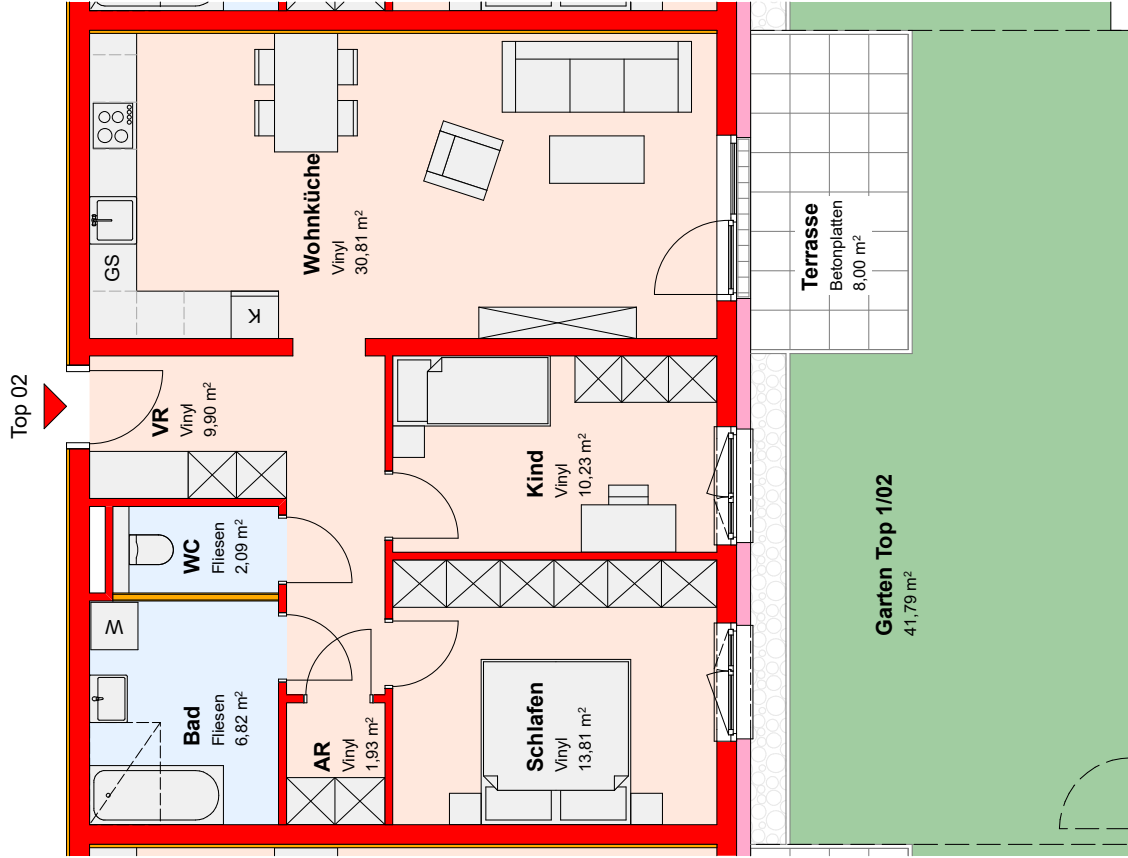 Top 02
GS
K
Wohnküche
Vinyl
30,81 m²
Terrasse
Betonplatten
8,00 m²
VR
Vinyl
9,90 m²
Kind
Vinyl
10,23 m²
WC
Fliesen
2,09 m²
W
Bad
Fliesen
6,82 m²
AR
Vinyl
1,93 m²
Schlafen
Vinyl
13,81 m²
Garten Top 1/02
41,79 m²